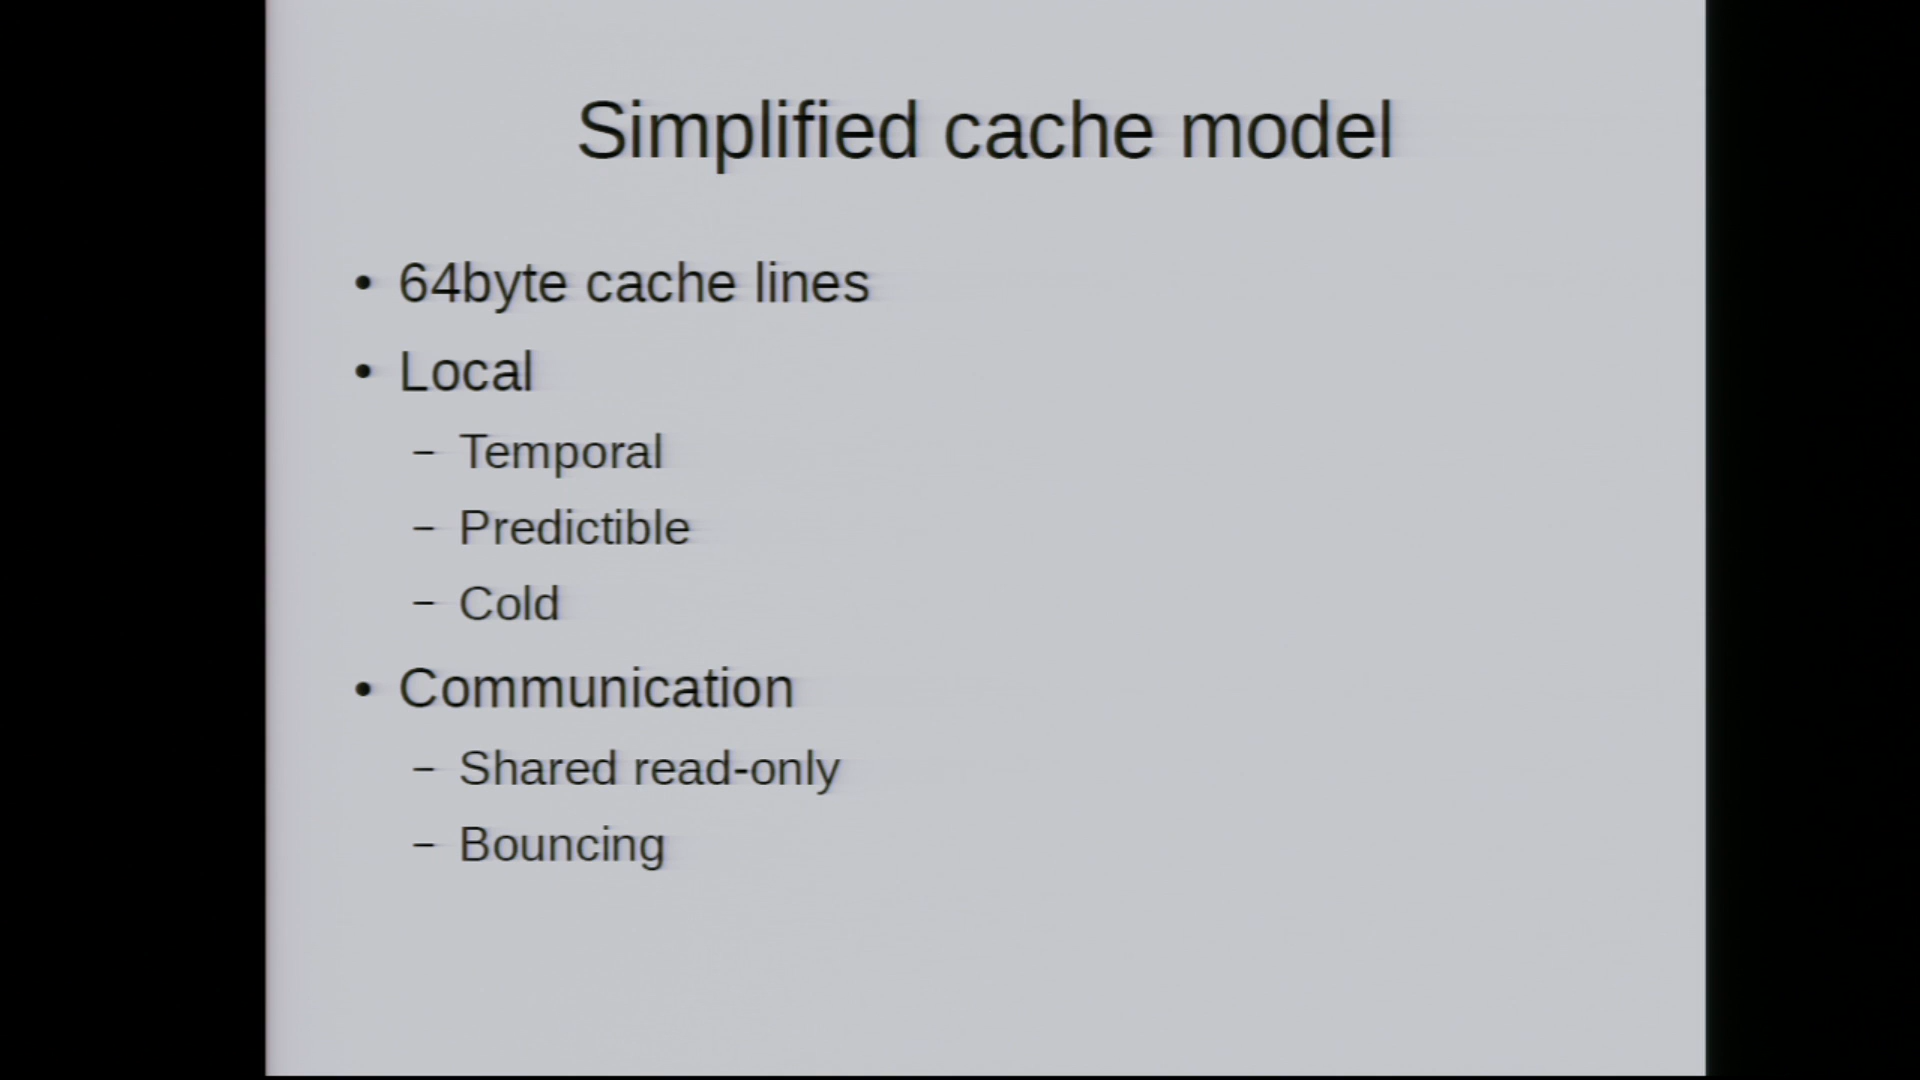 Simplified cache model
• 64byte cache lines
• Local
– Temporal
– Predictible
– Cold
• Communication
– Shared read-only
– Bouncing